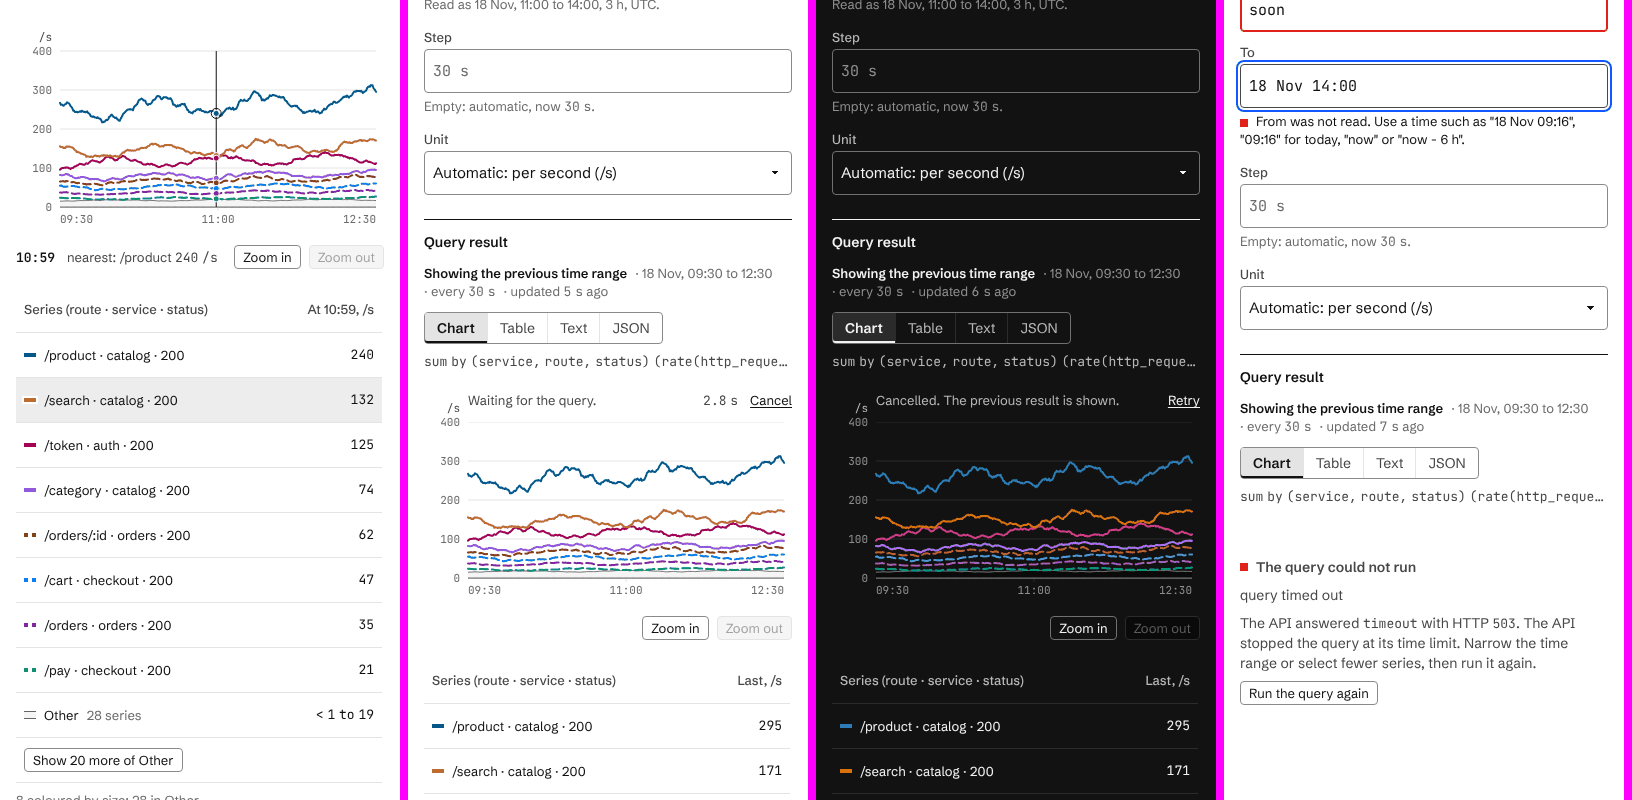 /s
400
300
200
100
0
09:30 11:00 12:30
10:59 nearest: /product 240 /s Zoom in Zoom out
Series (route · service · status) At 10:59, /s
/product · catalog · 200 240
/search · catalog · 200 132
/token · auth · 200 125
/category · catalog · 200 74
/orders/:id · orders · 200 62
/cart · checkout · 200 47
/orders · orders · 200 35
/pay · checkout · 200 21
Other 28 series < 1 to 19
Show 20 more of Other
8 coloured by size; 28 in Other
Read as 18 Nov, 11:00 to 14:00, 3 h, UTC.
Step
30 s
Empty: automatic, now 30 s.
Unit
Automatic: per second (/s)
Query result
Showing the previous time range · 18 Nov, 09:30 to 12:30
· every 30 s · updated 5 s ago
Chart Table Text JSON
sum by (service, route, status) (rate(http_reque…
Waiting for the query. 2.8 s Cancel
/s
400
300
200
100
0
09:30 11:00 12:30
Zoom in Zoom out
Series (route · service · status) Last, /s
/product · catalog · 200 295
/search · catalog · 200 171
Read as 18 Nov, 11:00 to 14:00, 3 h, UTC.
Step
30 s
Empty: automatic, now 30 s.
Unit
Automatic: per second (/s)
Query result
Showing the previous time range · 18 Nov, 09:30 to 12:30
· every 30 s · updated 6 s ago
Chart Table Text JSON
sum by (service, route, status) (rate(http_reque…
Cancelled. The previous result is shown. Retry
/s
400
300
200
100
0
09:30 11:00 12:30
Zoom in Zoom out
Series (route · service · status) Last, /s
/product · catalog · 200 295
/search · catalog · 200 171
soon
To
18 Nov 14:00
From was not read. Use a time such as "18 Nov 09:16",
"09:16" for today, "now" or "now - 6 h".
Step
30 s
Empty: automatic, now 30 s.
Unit
Automatic: per second (/s)
Query result
Showing the previous time range · 18 Nov, 09:30 to 12:30
· every 30 s · updated 7 s ago
Chart Table Text JSON
sum by (service, route, status) (rate(http_reque…
The query could not run
query timed out
The API answered timeout with HTTP 503. The API
stopped the query at its time limit. Narrow the time
range or select fewer series, then run it again.
Run the query again